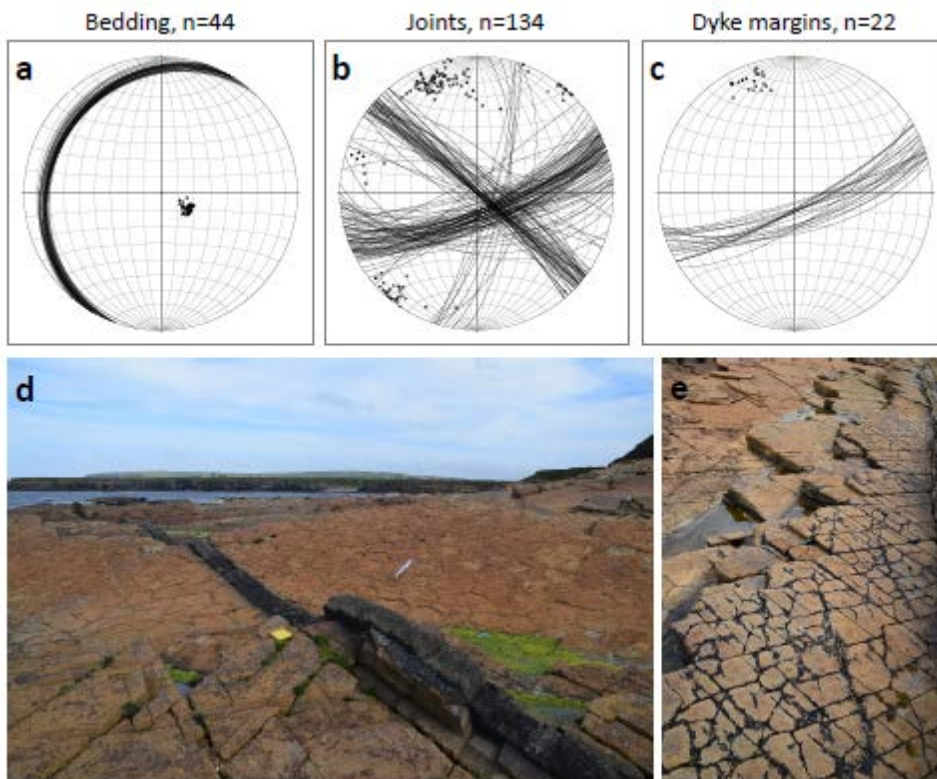 Bedding, n=44
Joints, n=134
Dyke margins, n=22
a
b
c
d
e